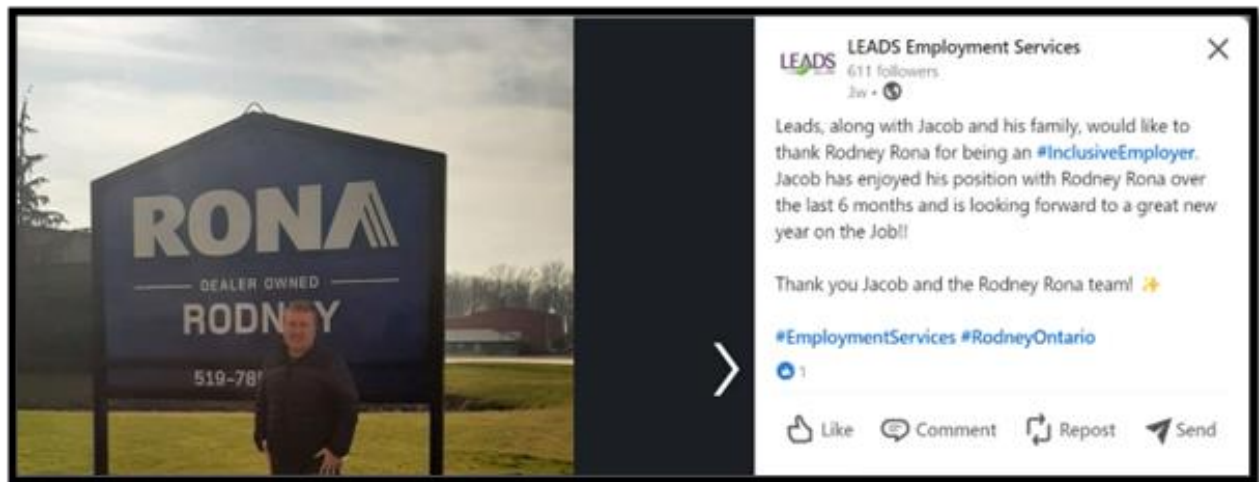 RONA
DEALER OWNED
RODN Y
519-78
LEADS
LEADS Employment Services
611 followers
2w •
Leads, along with Jacob and his family, would like to
thank Rodney Rona for being an #InclusiveEmployer.
Jacob has enjoyed his position with Rodney Rona over
the last 6 months and is looking forward to a great new
year on the Job!!
Thank you Jacob and the Rodney Rona team! ✨
#EmploymentServices #RodneyOntario
1
Like Comment Repost Send